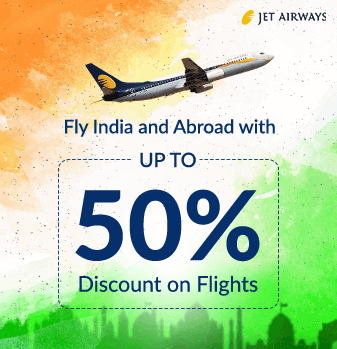 JET AIRWAYS
Fly India and Abroad with
UP TO
50%
Discount on Flights